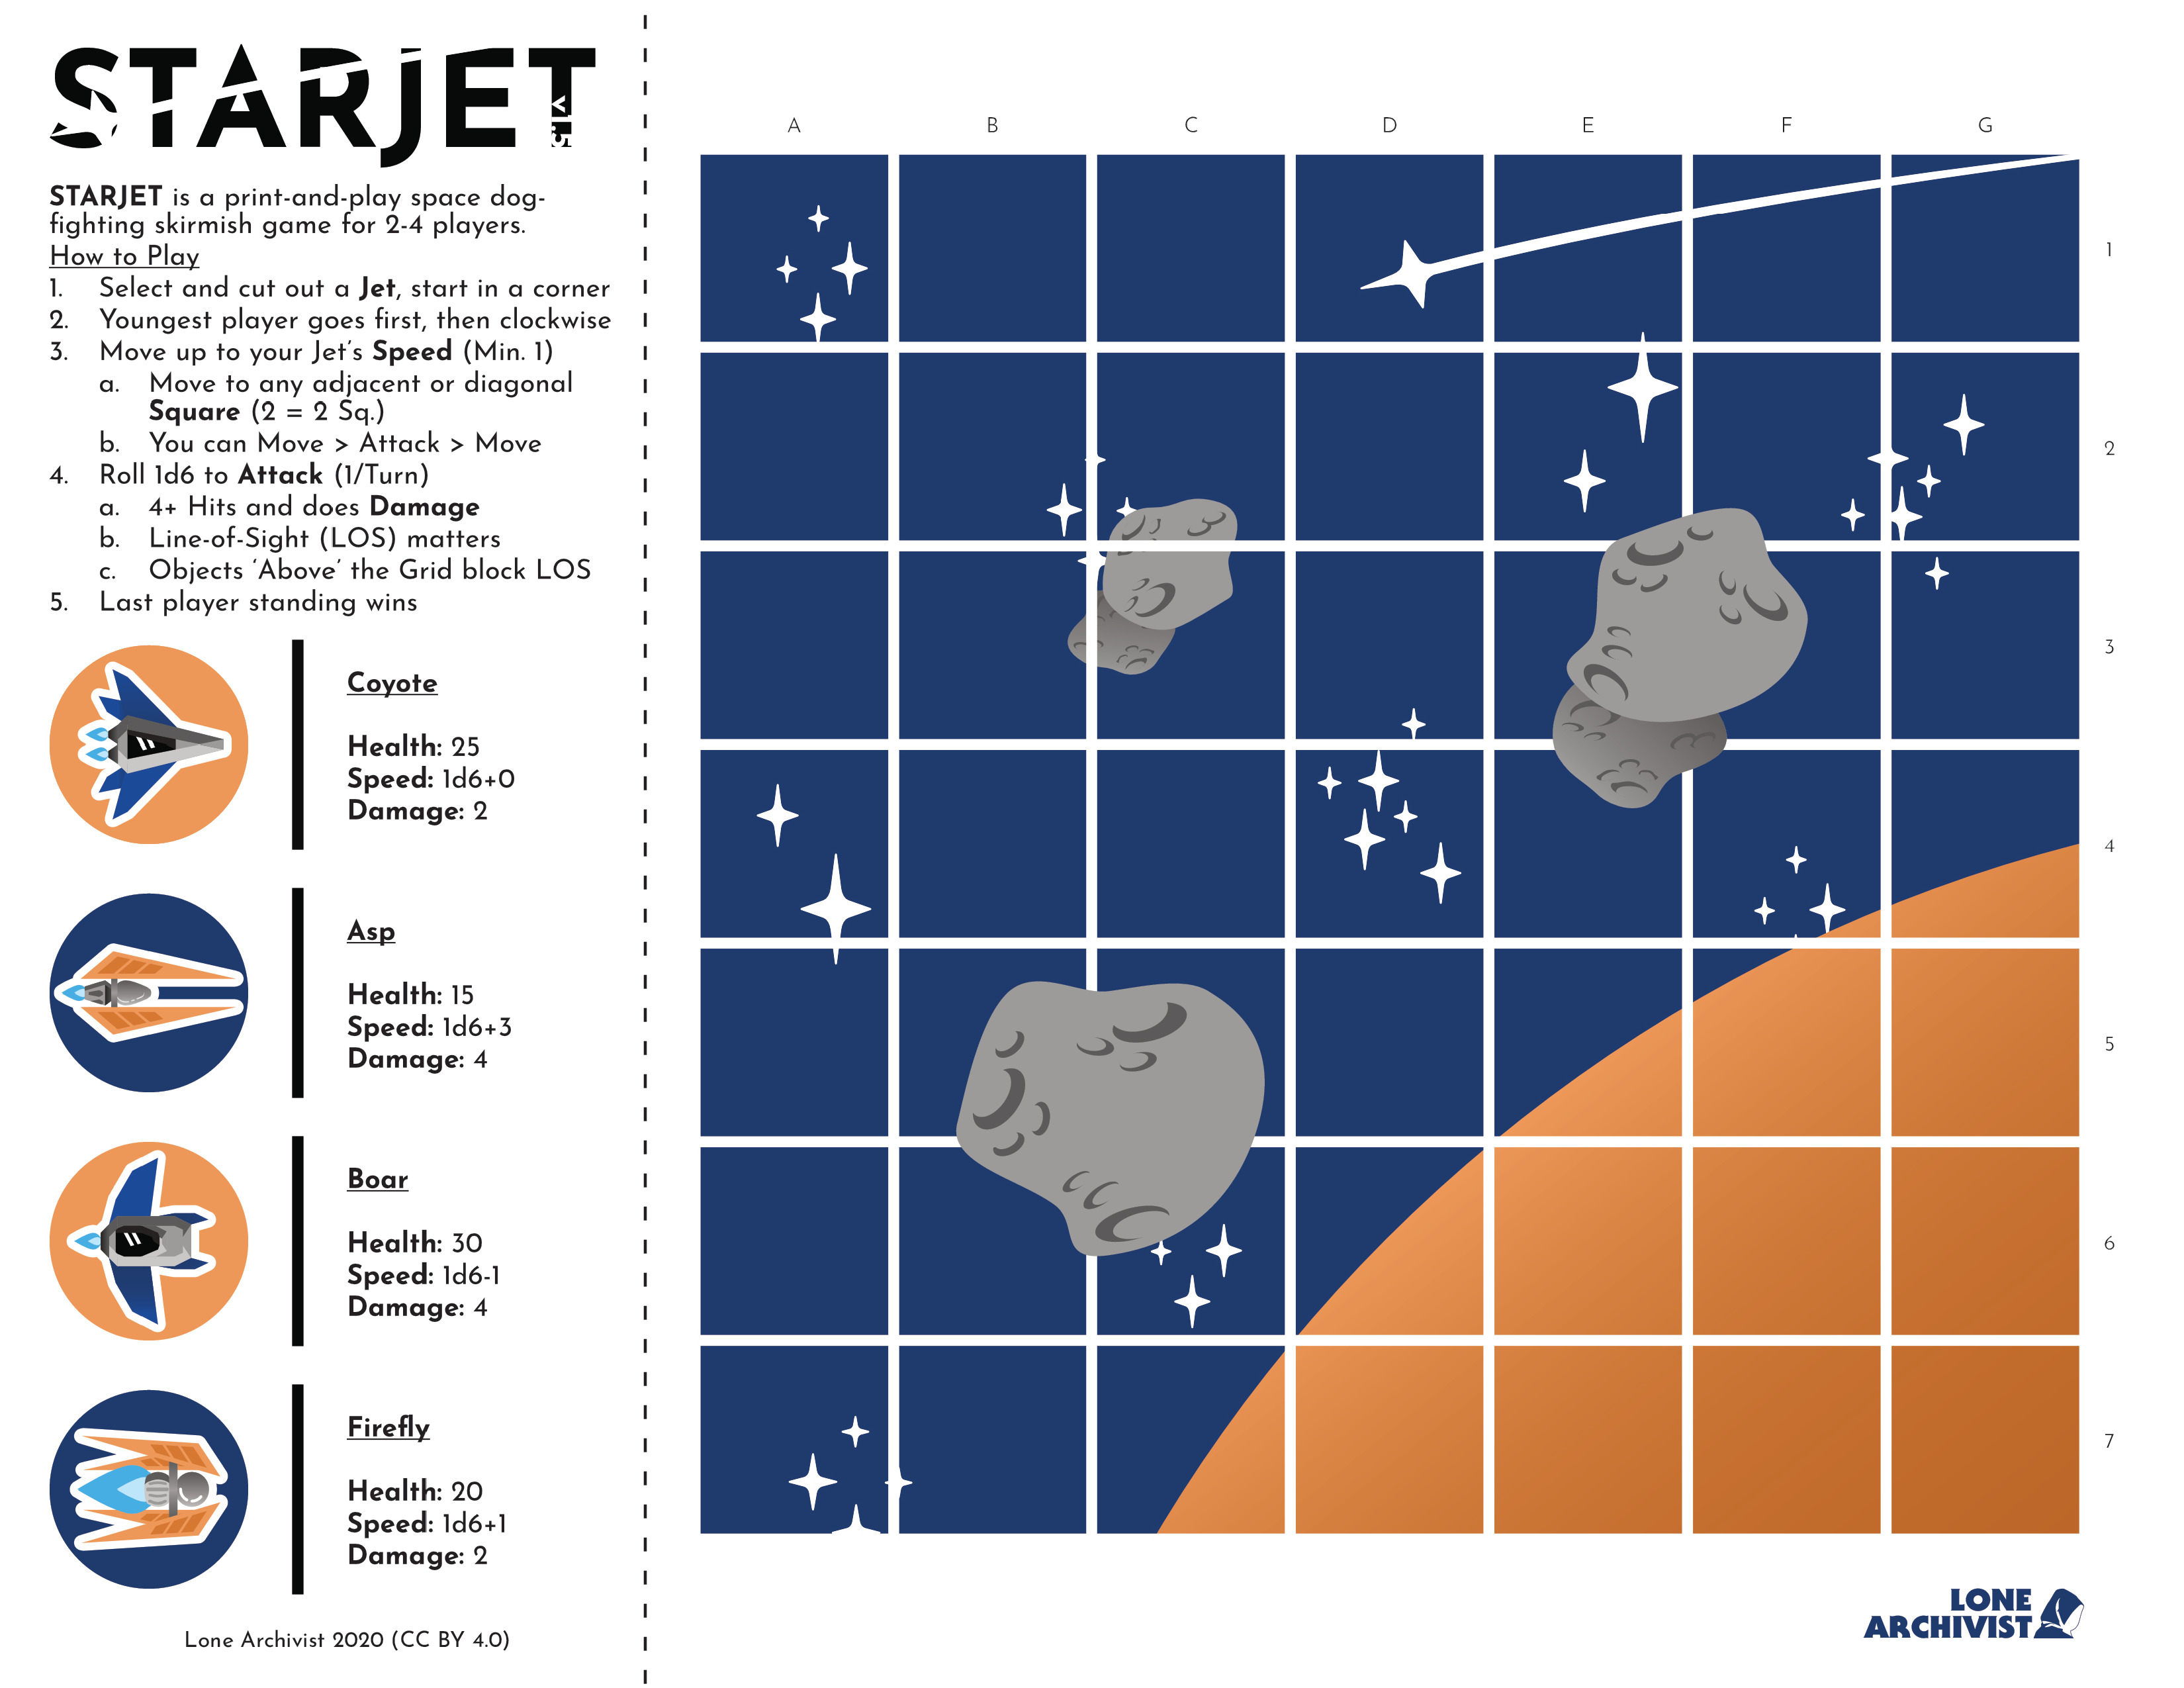 STARJET
V1.5
STARJET is a print-and-play space dog-
fighting skirmish game for 2-4 players.
How to Play
1. Select and cut out a Jet, start in a corner
2. Youngest player goes first, then clockwise
3. Move up to your Jet's Speed (Min. 1)
a. Move to any adjacent or diagonal
Square (2 = 2 Sq.)
b. You can Move > Attack > Move
4. Roll 1d6 to Attack (1/Turn)
a. 4+ Hits and does Damage
b. Line-of-Sight (LOS) matters
c. Objects 'Above' the Grid block LOS
5. Last player standing wins
Coyote
Health: 25
Speed: 1d6+0
Damage: 2
Asp
Health: 15
Speed: 1d6+3
Damage: 4
Boar
Health: 30
Speed: 1d6-1
Damage: 4
Firefly
Health: 20
Speed: 1d6+1
Damage: 2
Lone Archivist 2020 (CC BY 4.0)
A B C D E F G
1
2
3
4
5
6
7
LONE
ARCHIVIST